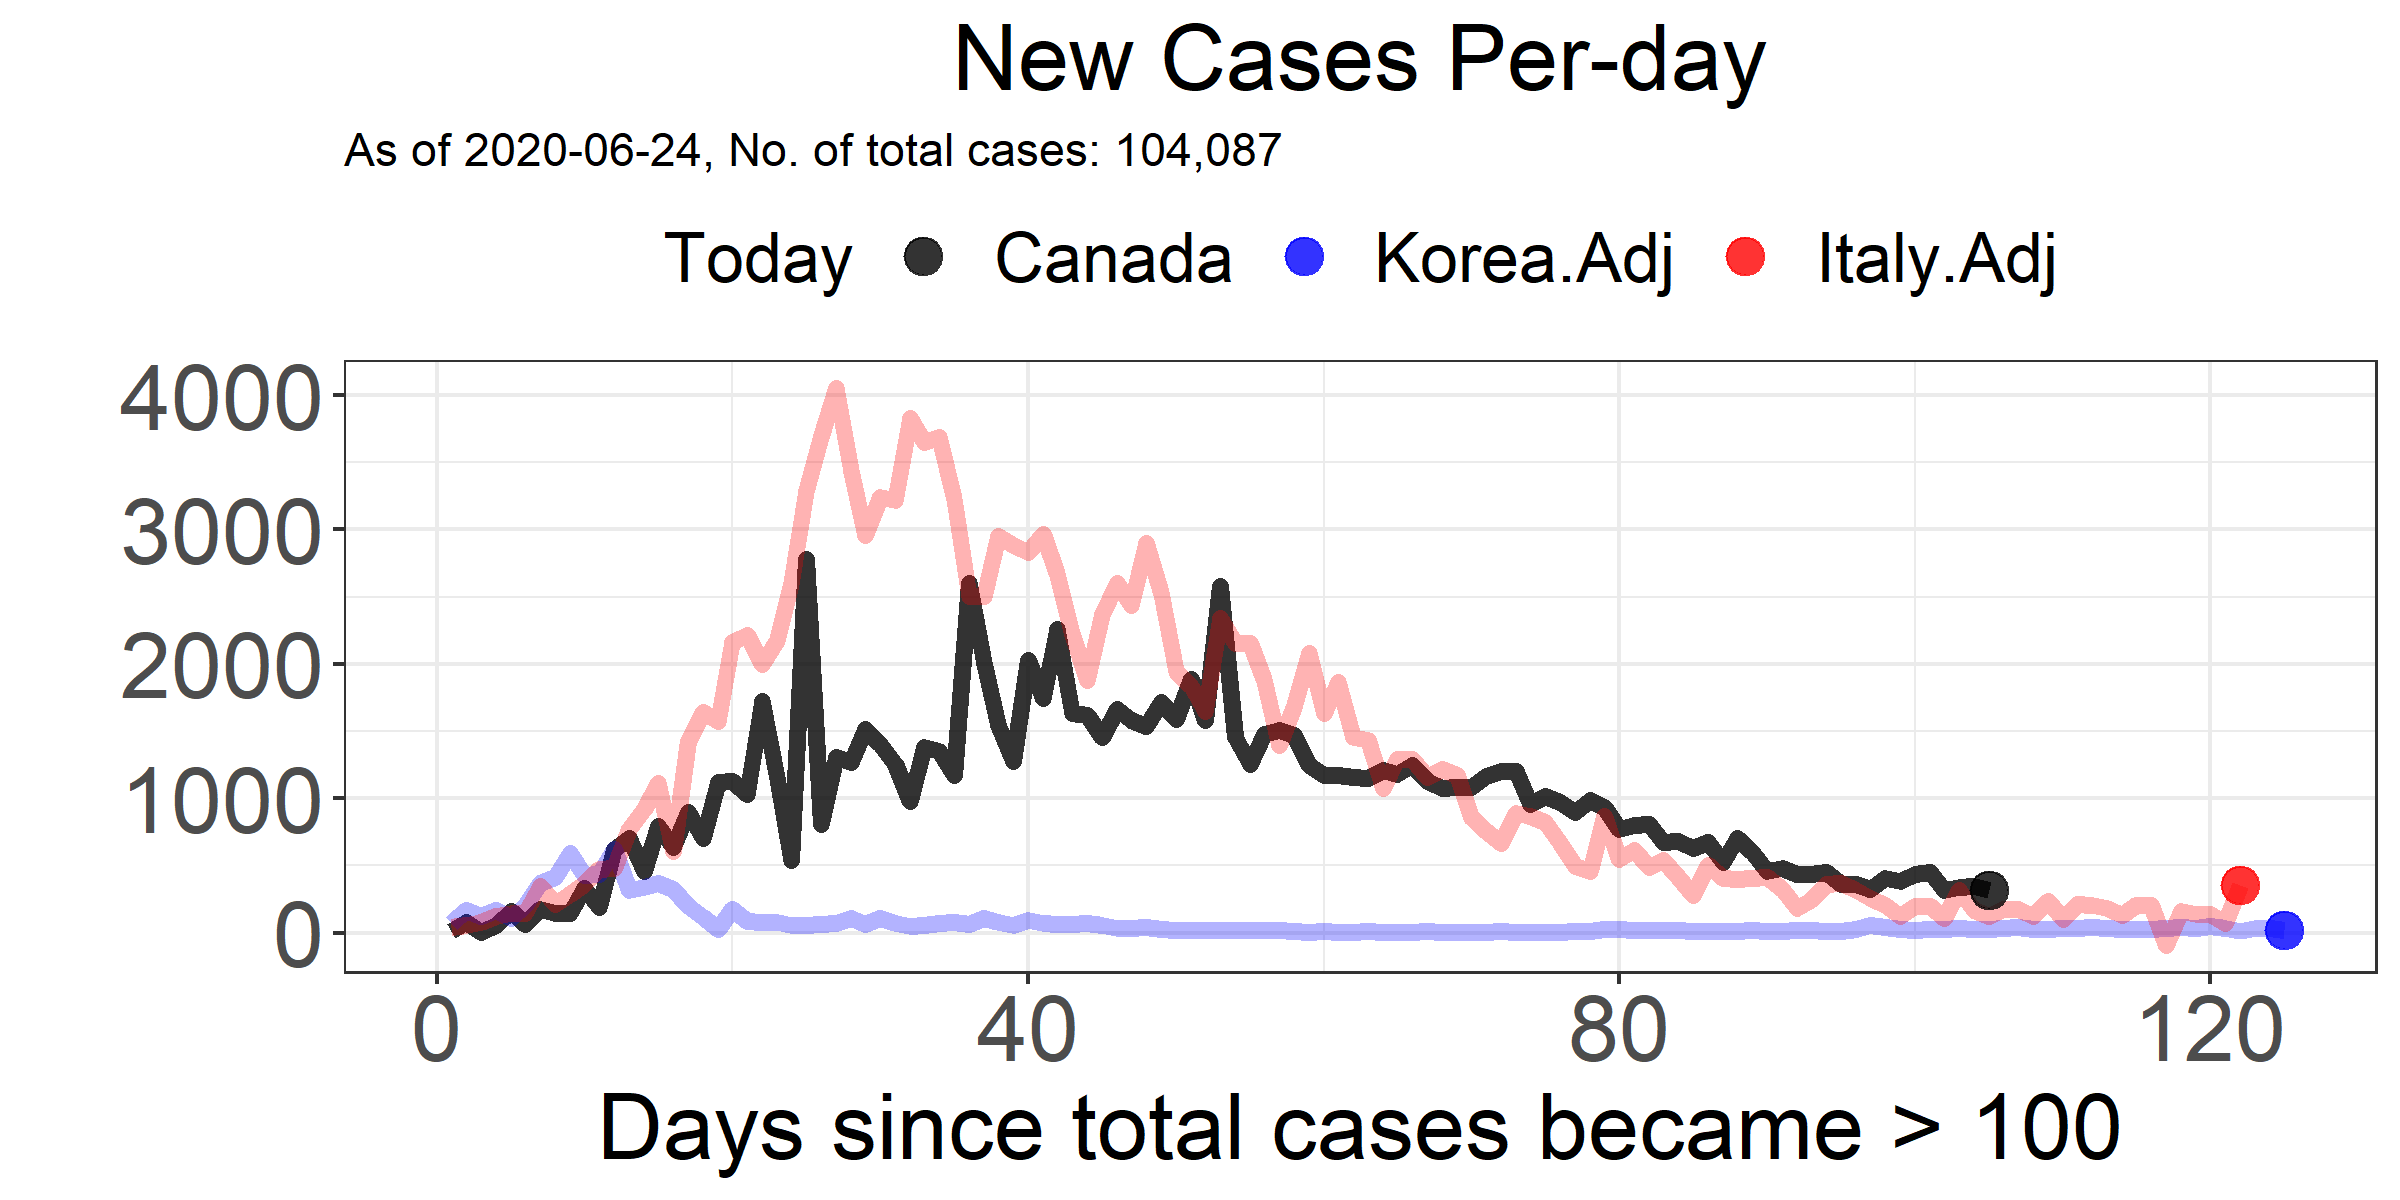 New Cases Per-day
As of 2020-06-24, No. of total cases: 104,087
Today Canada Korea.Adj Italy.Adj
4000
3000
2000
1000
0
0 40 80 120
Days since total cases became > 100